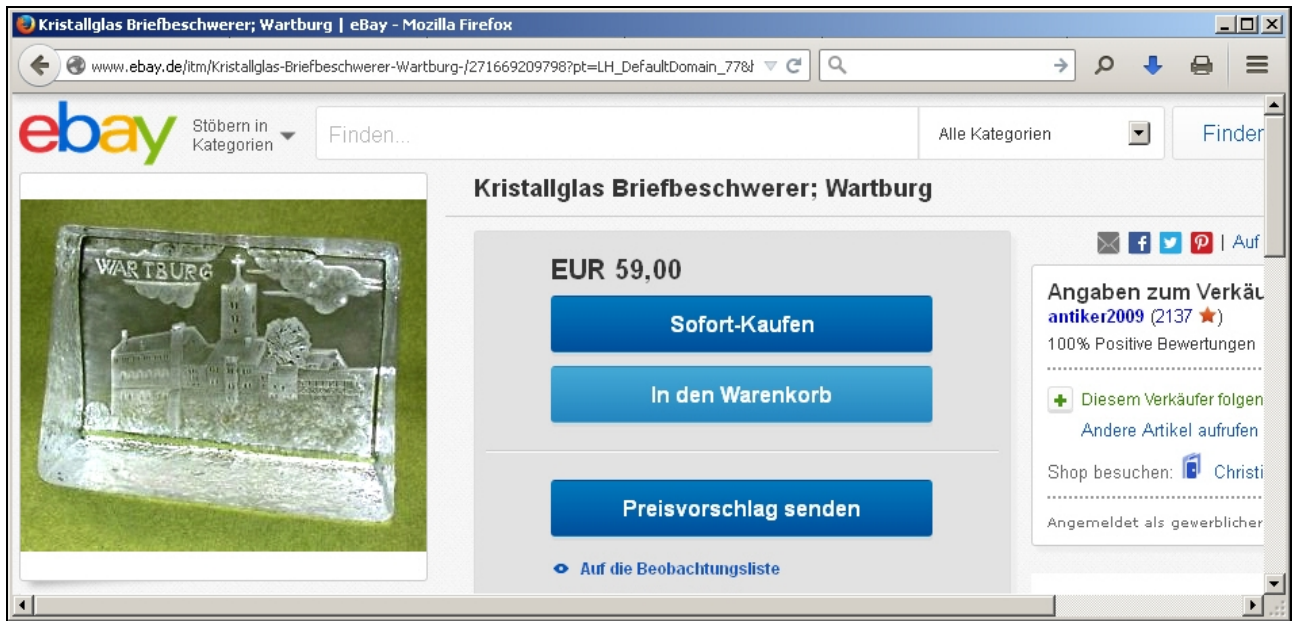 Kristallglas Briefbeschwerer; Wartburg | eBay - Mozilla Firefox
www.ebay.de/itm/Kristallglas-Briefbeschwerer-Wartburg-/271669209798?pt=LH_DefaultDomain_77&
ebay
Stöbern in
Kategorien
Finden...
Alle Kategorien
Finden
Kristallglas Briefbeschwerer; Wartburg
WARTBURG
EUR 59,00
Sofort-Kaufen
In den Warenkorb
Preisvorschlag senden
Auf die Beobachtungsliste
| Auf
Angaben zum Verkäu
antiker2009 (2137 ★)
100% Positive Bewertungen
Diesem Verkäufer folgen
Andere Artikel aufrufen
Shop besuchen: Christi
Angemeldet als gewerblicher